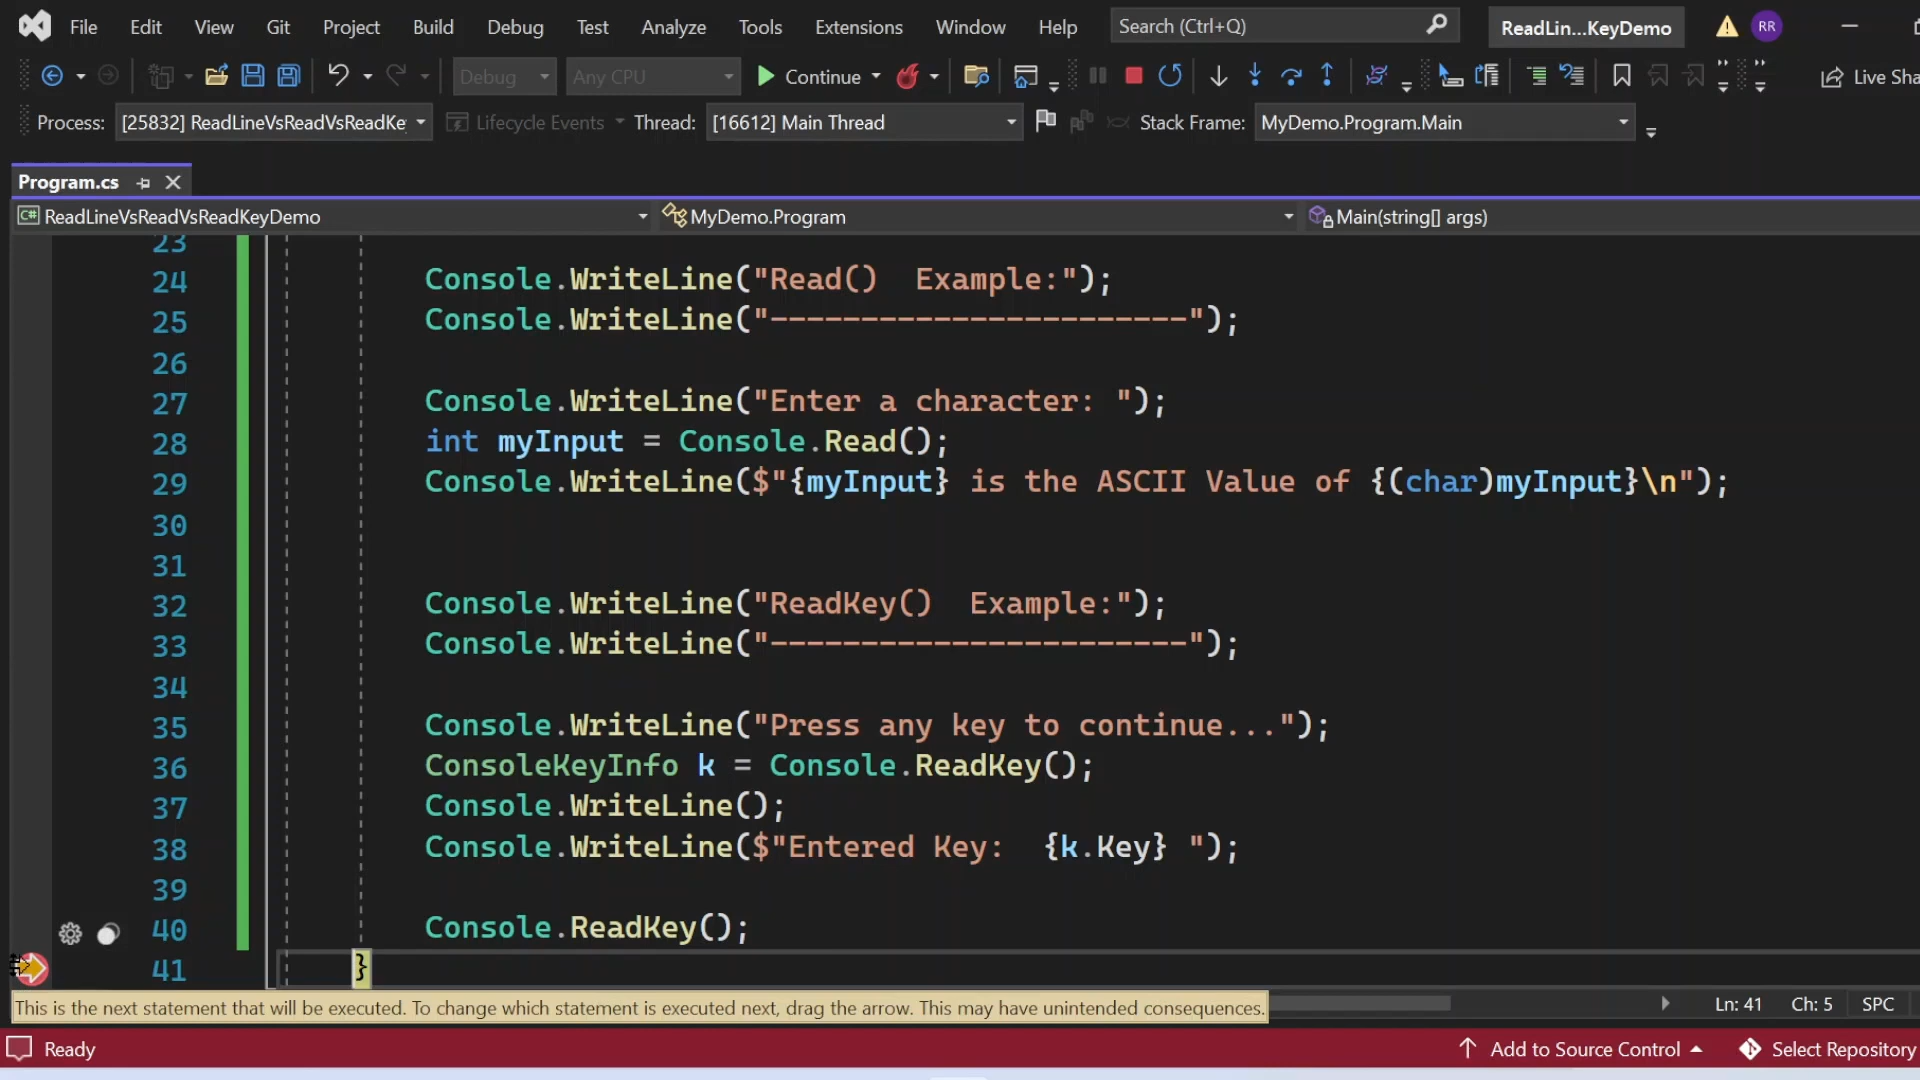 File Edit View Git Project Build Debug Test Analyze Tools Extensions Window Help Search (Ctrl+Q) ReadLin...KeyDemo RR
Debug Any CPU Continue Live Sha
Process: [25832] ReadLineVsReadVsReadKe Lifecycle Events Thread: [16612] Main Thread Stack Frame: MyDemo.Program.Main
Program.cs
C# ReadLineVsReadVsReadKeyDemo MyDemo.Program Main(string[] args)
23
24 Console.WriteLine("Read()  Example:");
25 Console.WriteLine("-----------------------");
26
27 Console.WriteLine("Enter a character: ");
28 int myInput = Console.Read();
29 Console.WriteLine($"{myInput} is the ASCII Value of {(char)myInput}\n");
30
31
32 Console.WriteLine("ReadKey()  Example:");
33 Console.WriteLine("-----------------------");
34
35 Console.WriteLine("Press any key to continue...");
36 ConsoleKeyInfo k = Console.ReadKey();
37 Console.WriteLine();
38 Console.WriteLine($"Entered Key:  {k.Key} ");
39
40 Console.ReadKey();
41 }
This is the next statement that will be executed. To change which statement is executed next, drag the arrow. This may have unintended consequences. Ln: 41 Ch: 5 SPC
Ready Add to Source Control Select Repository